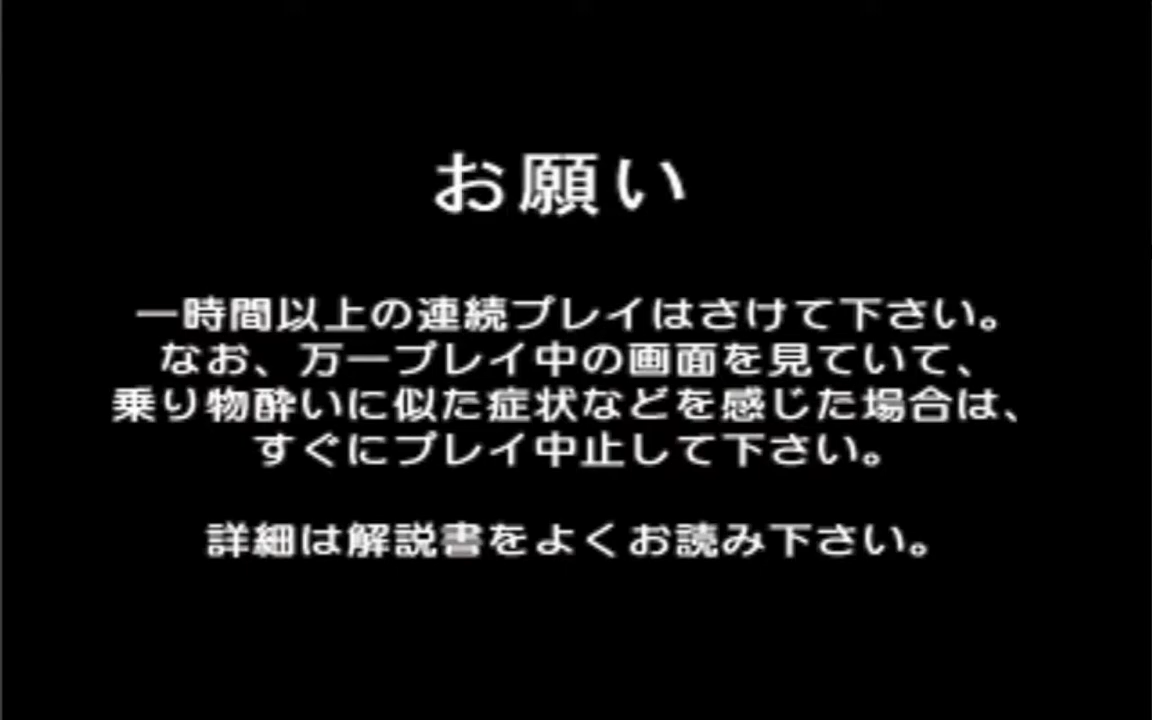 お願い
一時間以上の連続プレイはさけて下さい。
なお、万一プレイ中の画面を見ていて、
乗り物酔いに似た症状などを感じた場合は、
すぐにプレイ中止して下さい。
詳細は解説書をよくお読み下さい。